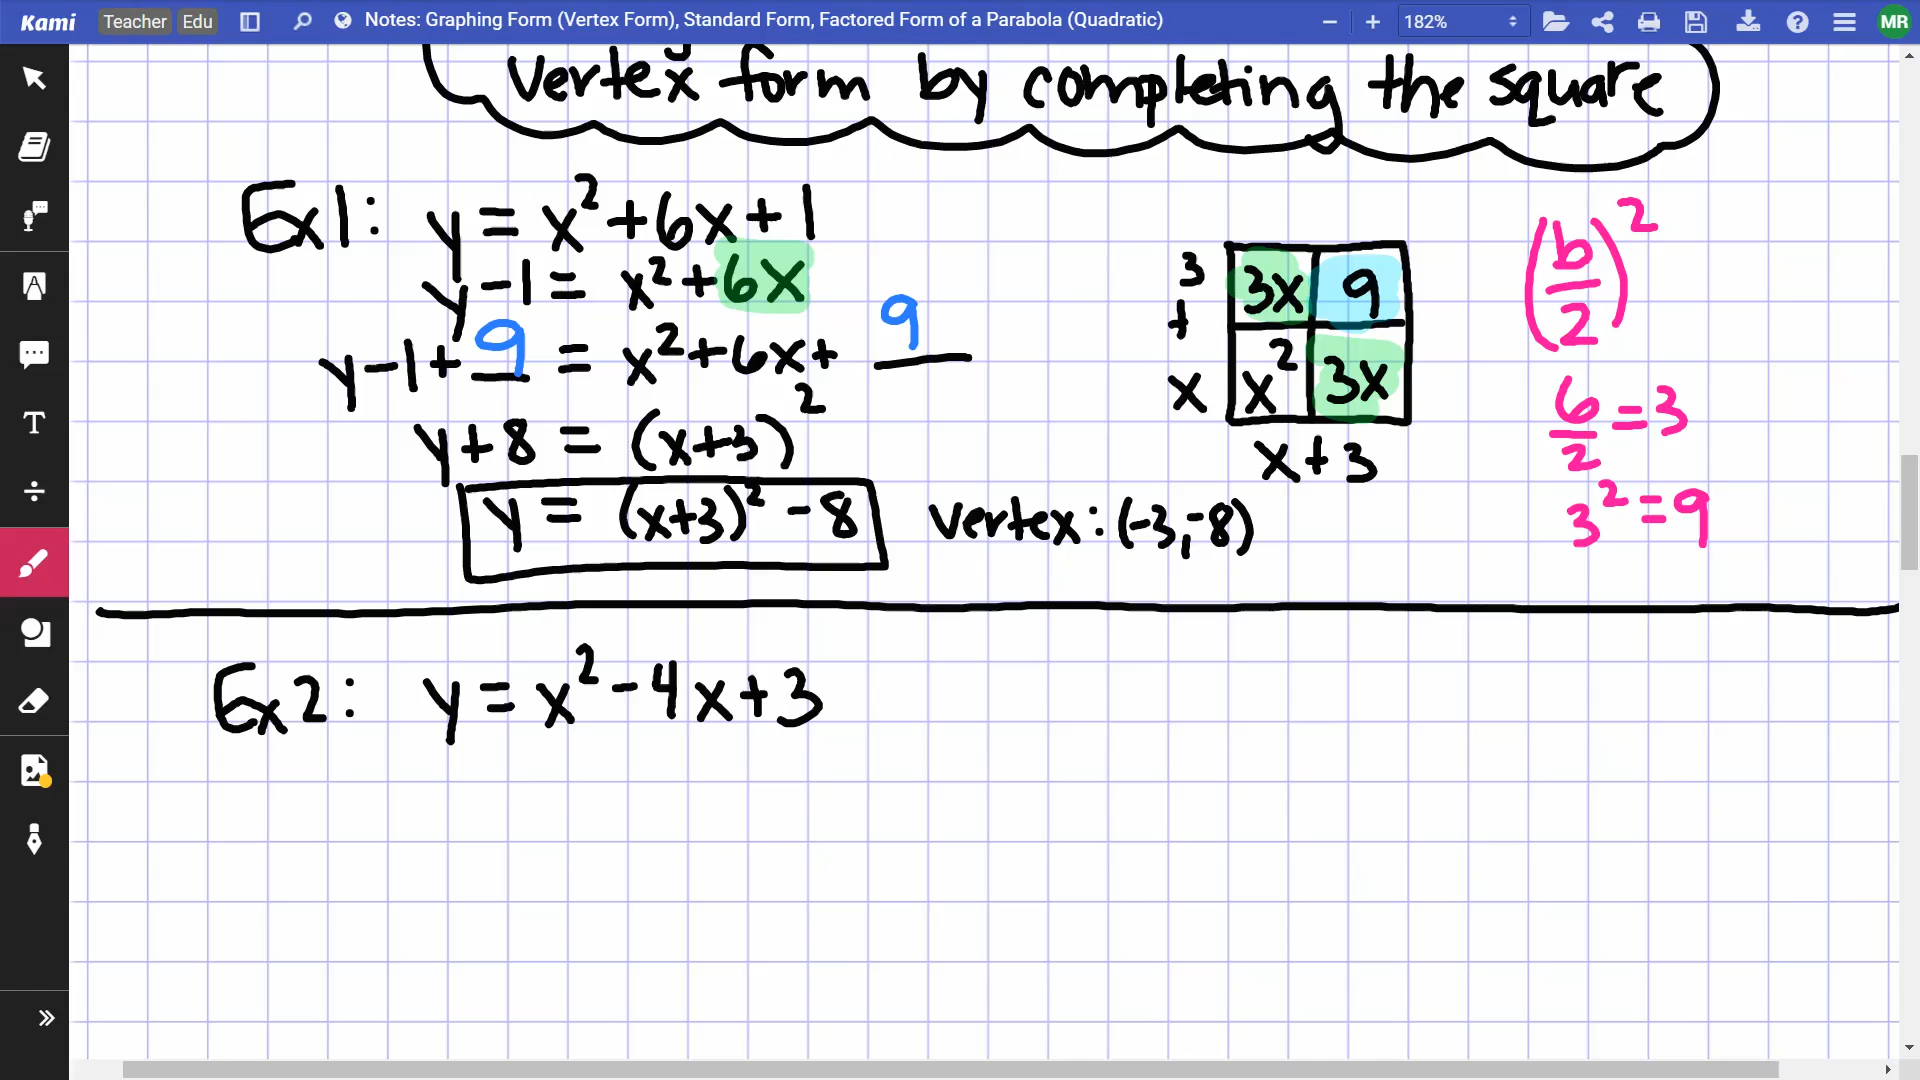 Kami Teacher Edu Notes: Graphing Form (Vertex Form), Standard Form, Factored Form of a Parabola (Quadratic) 182% MR
vertex form by completing the square
Ex1: y = x² + 6x + 1
y - 1 = x² + 6x
y - 1 + 9 = x² + 6x + 9
y + 8 = (x+3)²
y = (x+3)² - 8
vertex: (-3, -8)
3 3x 9
+
x x² 3x
x + 3
(b/2)²
6/2 = 3
3² = 9
Ex2: y = x² - 4x + 3